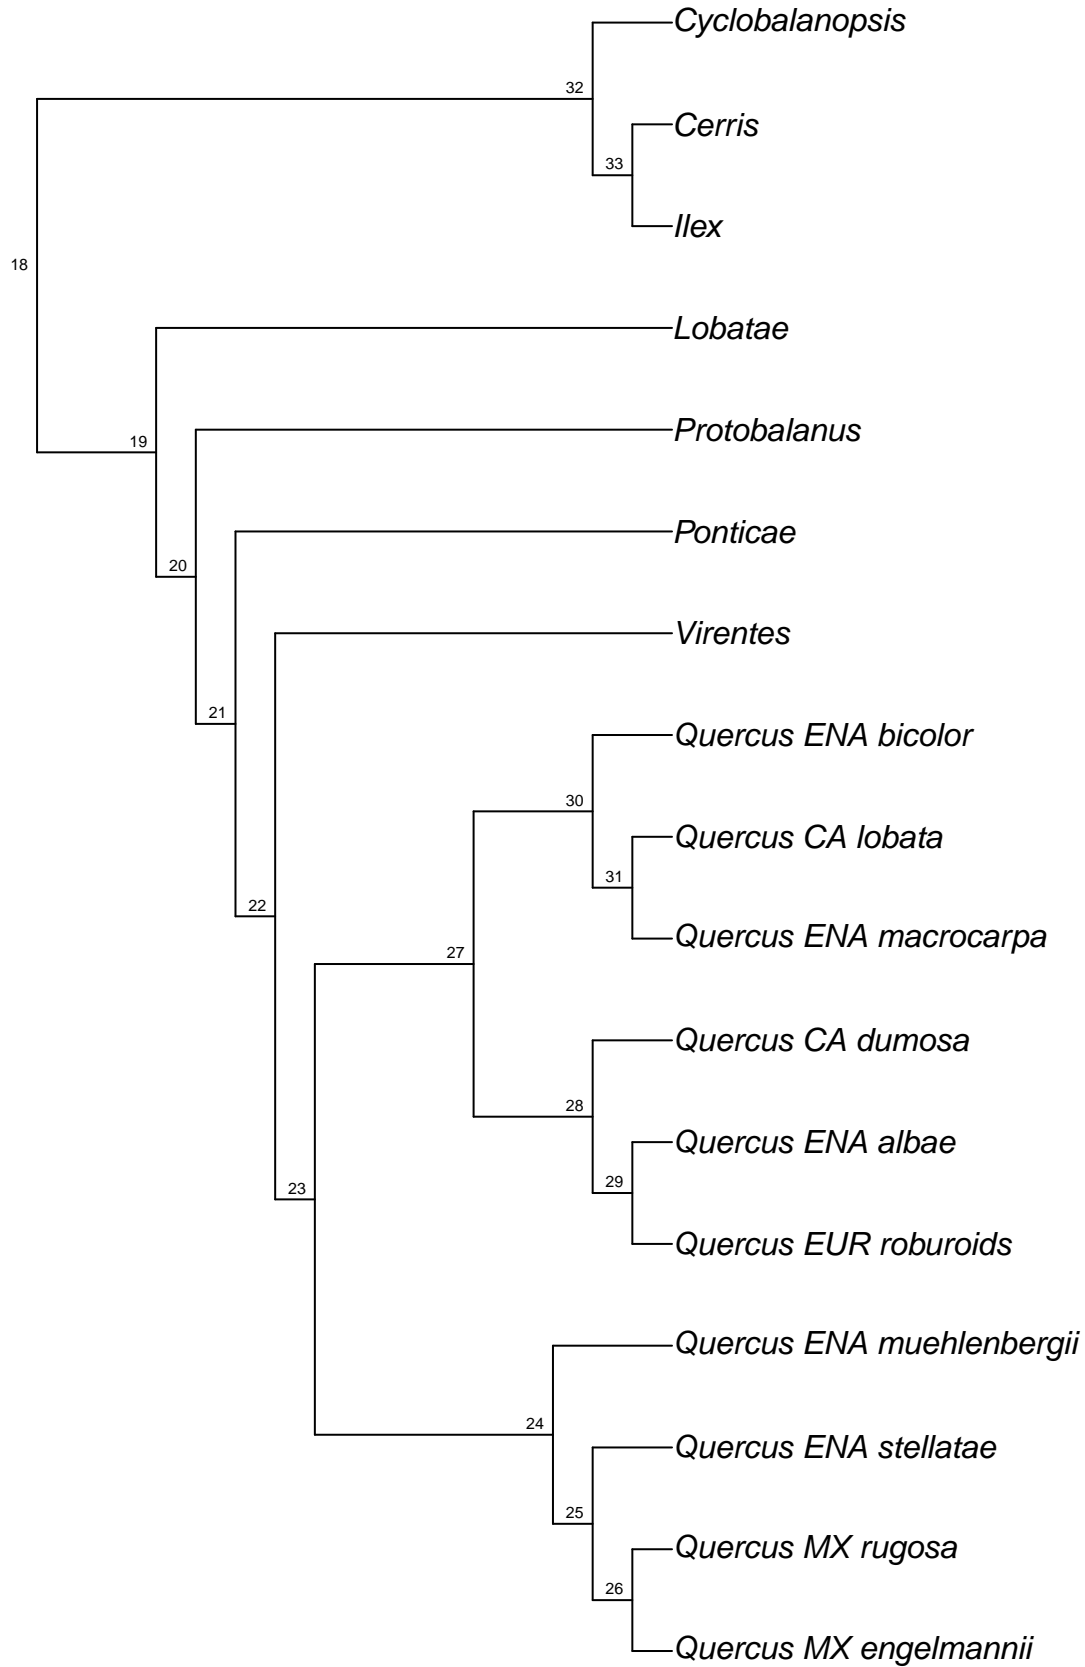 Cyclobalanopsis
32
Cerris
33
Ilex
18
Lobatae
Protobalanus
19
Ponticae
20
Virentes
21
Quercus ENA bicolor
30
Quercus CA lobata
31
22
Quercus ENA macrocarpa
27
Quercus CA dumosa
28
Quercus ENA albae
29
23
Quercus EUR roburoids
Quercus ENA muehlenbergii
24
Quercus ENA stellatae
25
Quercus MX rugosa
26
Quercus MX engelmannii